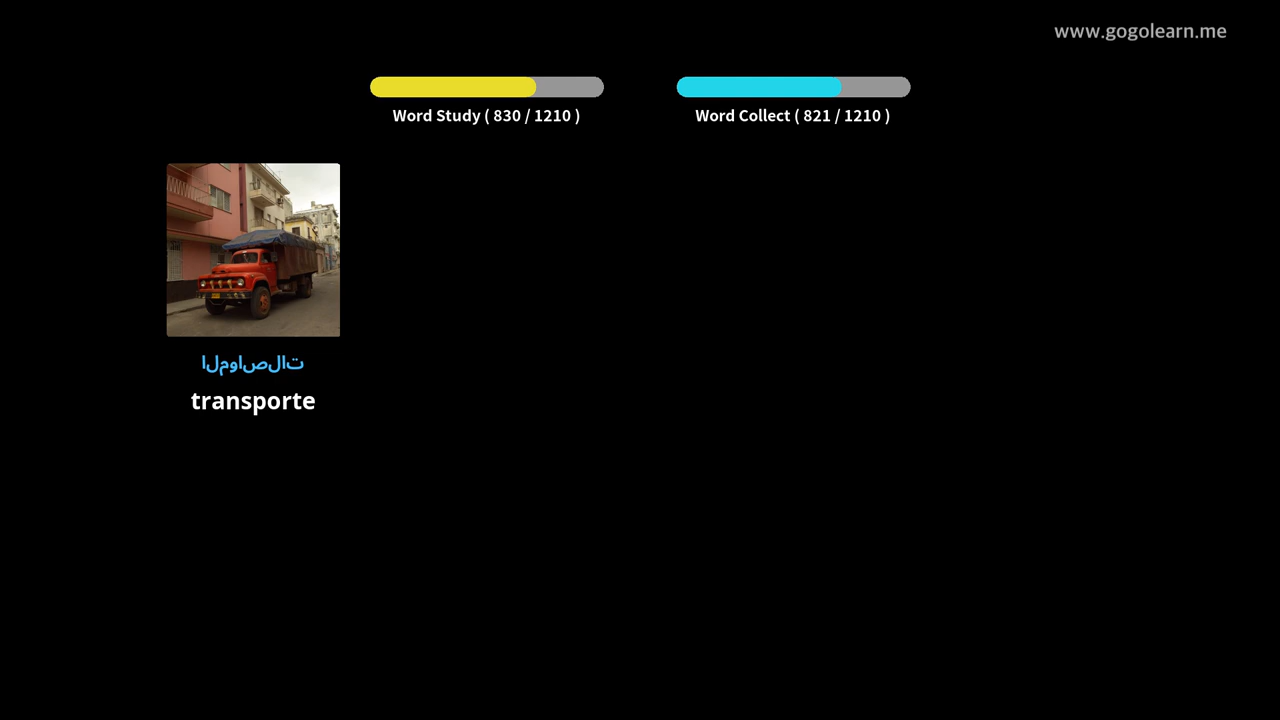 www.gogolearn.me
Word Study ( 830 / 1210 )
Word Collect ( 821 / 1210 )
المواصلات
transporte